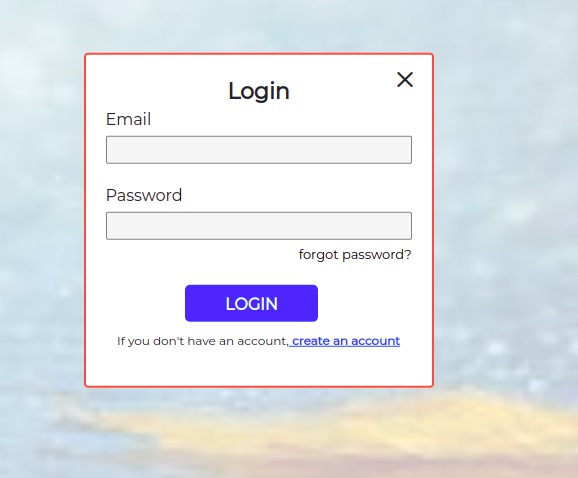 Login
Email
Password
forgot password?
LOGIN
If you don't have an account, create an account